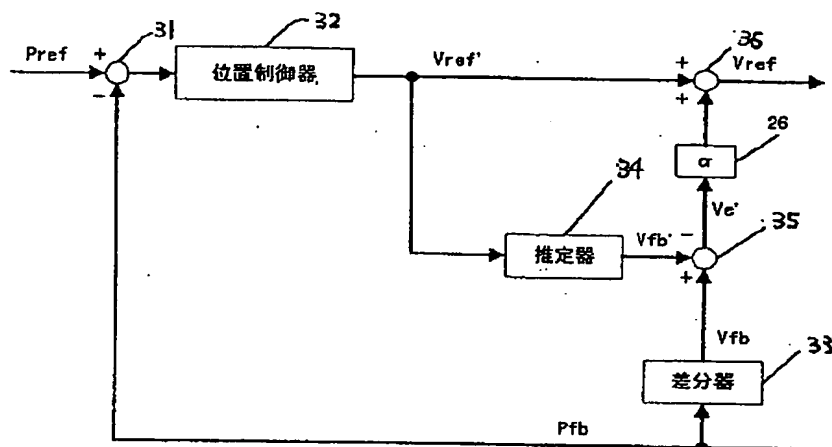 31
32
36
Pref
+
-
位置制御器
Vref'
+
+
Vref
26
α
34
Ve'
-
推定器
Vfb'
35
+
Vfb
33
差分器
Pfb